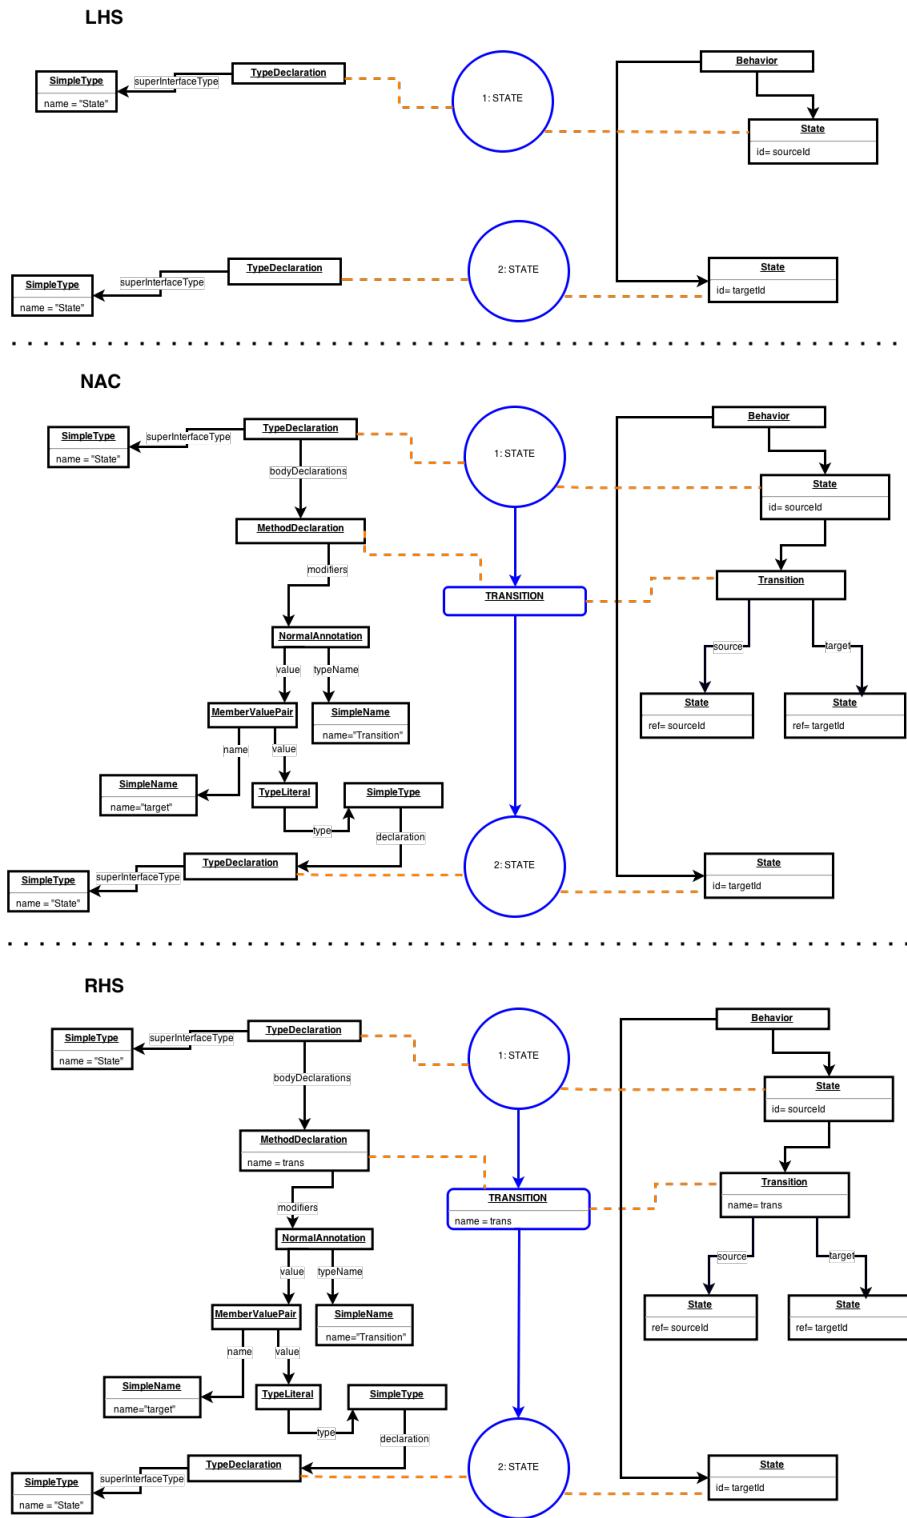 LHS
SimpleType
name = "State"
superInterfaceType
TypeDeclaration
1: STATE
Behavior
State
id= sourceId
SimpleType
name = "State"
superInterfaceType
TypeDeclaration
2: STATE
State
id= targetId
NAC
SimpleType
name = "State"
superInterfaceType
TypeDeclaration
1: STATE
Behavior
State
id= sourceId
bodyDeclarations
MethodDeclaration
modifiers
TRANSITION
Transition
NormalAnnotation
value
typeName
source
target
MemberValuePair
SimpleName
name="Transition"
State
ref= sourceId
State
ref= targetId
name
value
SimpleName
name="target"
TypeLiteral
SimpleType
type
declaration
SimpleType
name = "State"
superInterfaceType
TypeDeclaration
2: STATE
State
id= targetId
RHS
SimpleType
name = "State"
superInterfaceType
TypeDeclaration
1: STATE
Behavior
State
id= sourceId
bodyDeclarations
MethodDeclaration
name = trans
modifiers
TRANSITION
name = trans
Transition
name= trans
NormalAnnotation
value
typeName
source
target
MemberValuePair
SimpleName
name="Transition"
State
ref= sourceId
State
ref= targetId
name
value
SimpleName
name="target"
TypeLiteral
SimpleType
type
declaration
SimpleType
name = "State"
superInterfaceType
TypeDeclaration
2: STATE
State
id= targetId